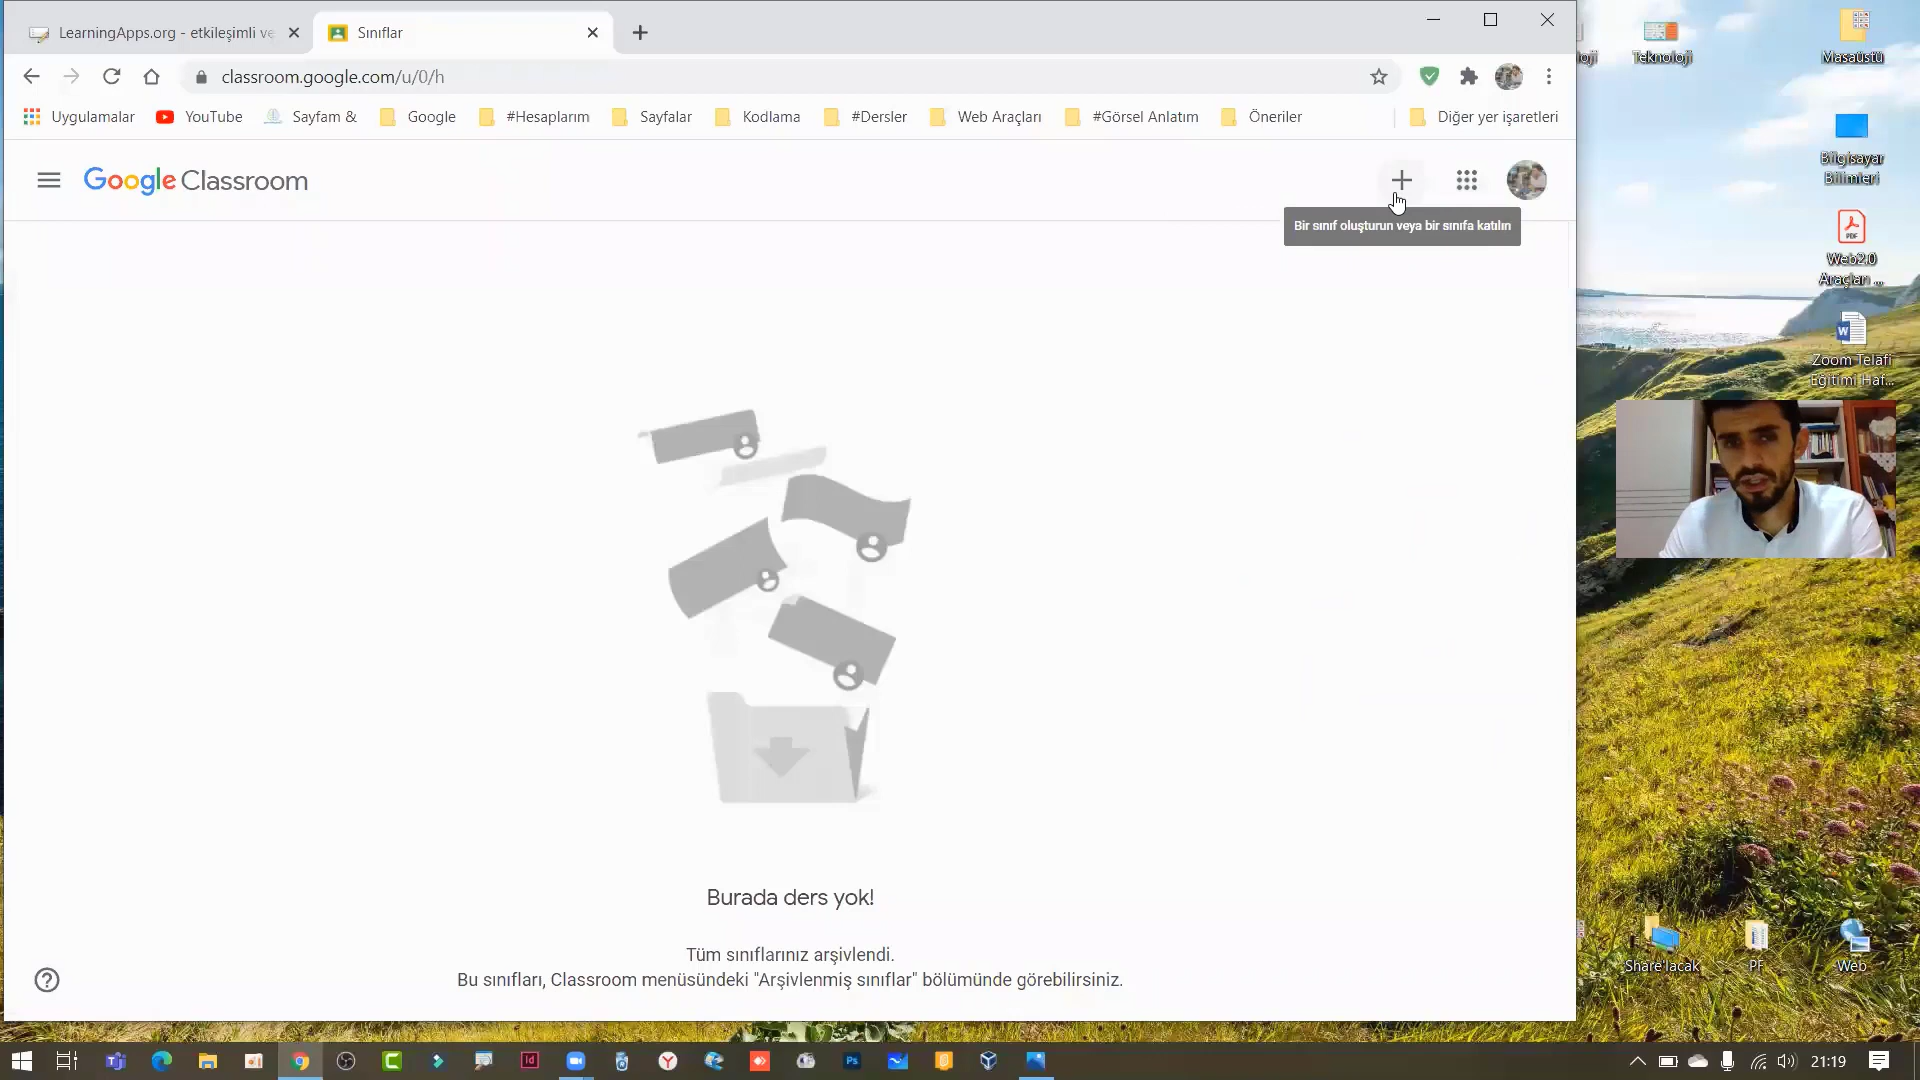 LearningApps.org - etkileşimli ve
Sınıflar
classroom.google.com/u/0/h
Uygulamalar
YouTube
Sayfam &
Google
#Hesaplarım
Sayfalar
Kodlama
#Dersler
Web Araçları
#Görsel Anlatım
Öneriler
Diğer yer işaretleri
Google Classroom
Bir sınıf oluşturun veya bir sınıfa katılın
Burada ders yok!
Tüm sınıflarınız arşivlendi.
Bu sınıfları, Classroom menüsündeki "Arşivlenmiş sınıflar" bölümünde görebilirsiniz.
Teknoloji
Masaüstü
Bilgisayar
Bilimleri
PDF
Web2.0
Araçları ...
W
Zoom Telafi
Eğitimi Haf...
Share'lacak
PF
Web
Id
Ps
21:19